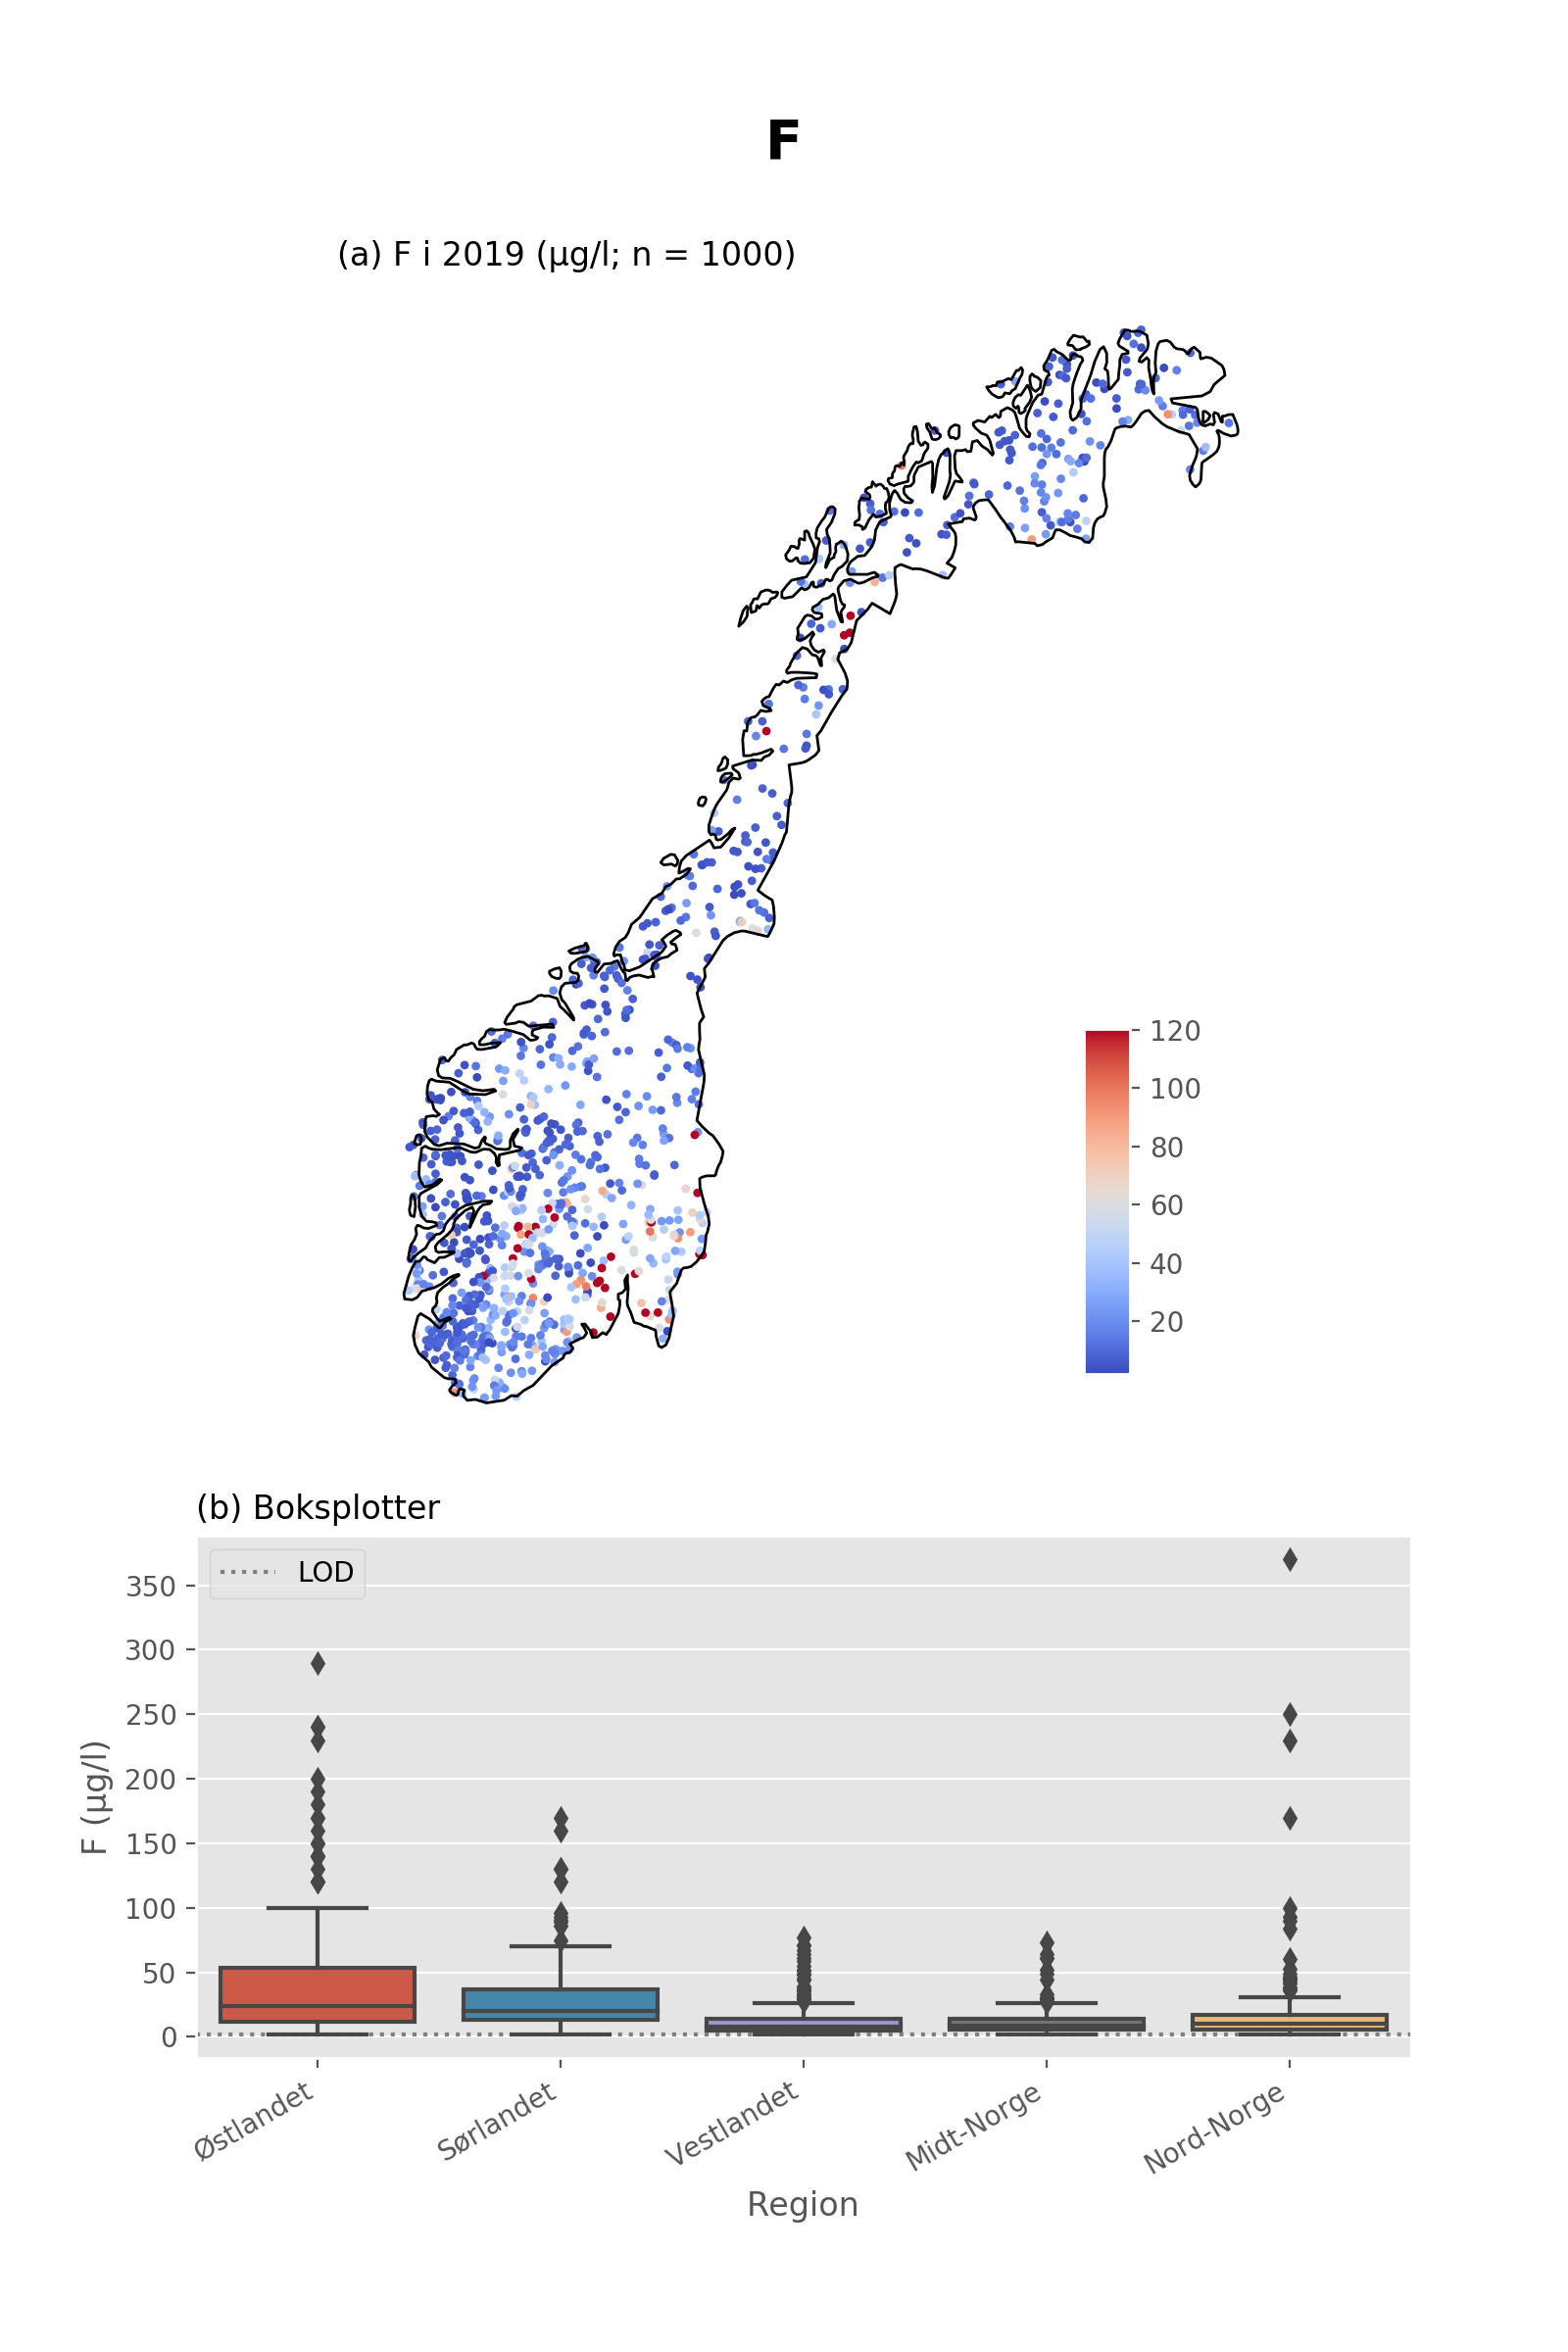 F
(a) F i 2019 (µg/l; n = 1000)
120
100
80
60
40
20
(b) Boksplotter
LOD
350
300
250
200
150
100
50
0
F (µg/l)
Østlandet
Sørlandet
Vestlandet
Midt-Norge
Nord-Norge
Region